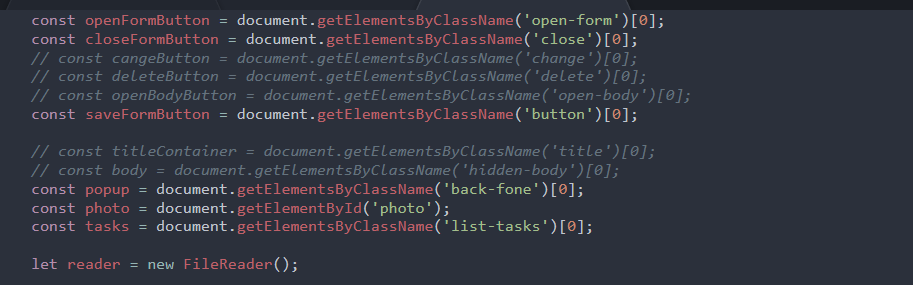 const openFormButton = document.getElementsByClassName('open-form')[0];
const closeFormButton = document.getElementsByClassName('close')[0];
// const cangeButton = document.getElementsByClassName('change')[0];
// const deleteButton = document.getElementsByClassName('delete')[0];
// const openBodyButton = document.getElementsByClassName('open-body')[0];
const saveFormButton = document.getElementsByClassName('button')[0];
// const titleContainer = document.getElementsByClassName('title')[0];
// const body = document.getElementsByClassName('hidden-body')[0];
const popup = document.getElementsByClassName('back-fone')[0];
const photo = document.getElementById('photo');
const tasks = document.getElementsByClassName('list-tasks')[0];
let reader = new FileReader();